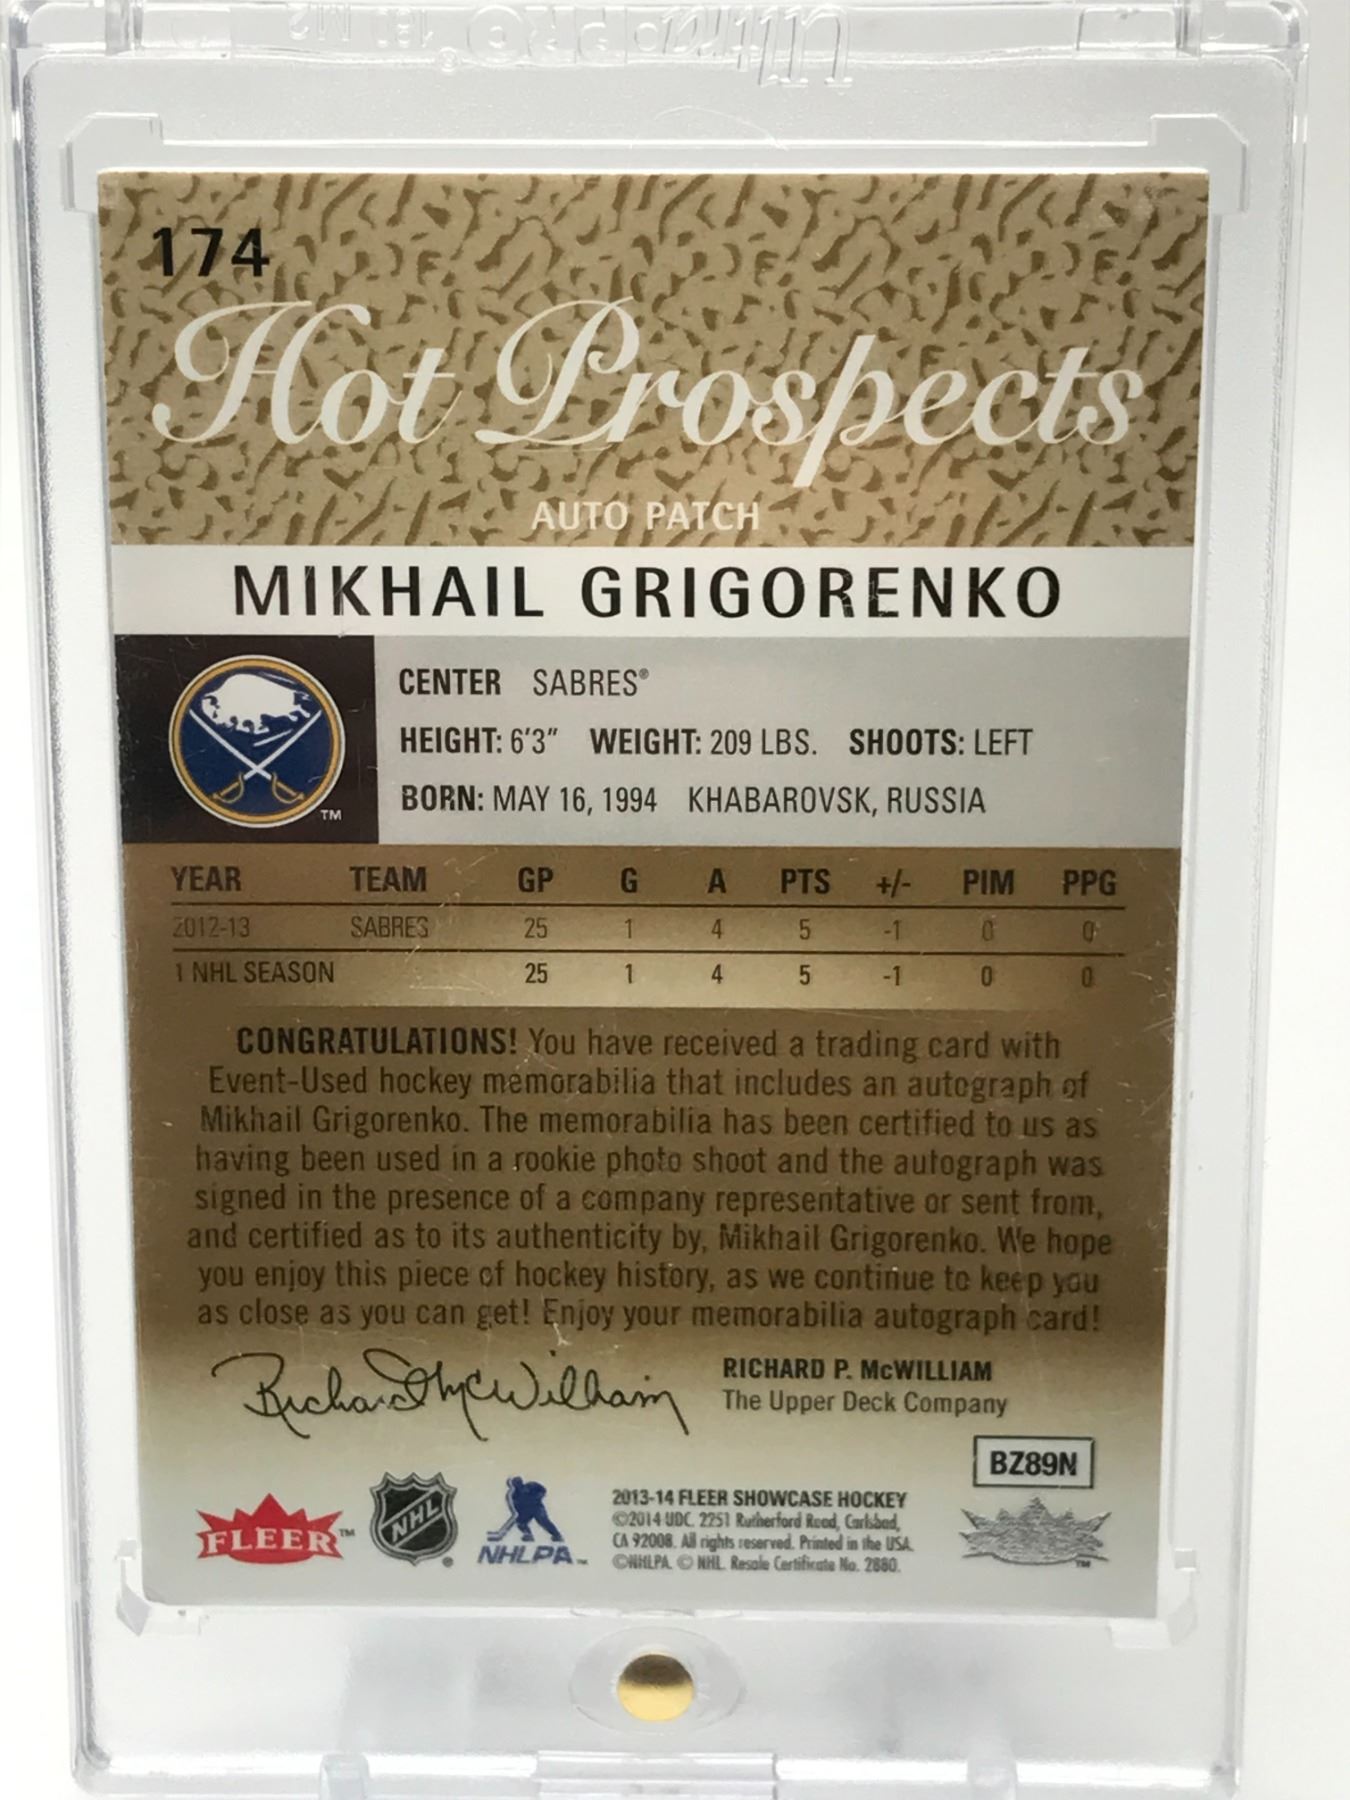 Ultra•PRO
174
Hot Prospects
AUTO PATCH
MIKHAIL GRIGORENKO
CENTER SABRES®
HEIGHT: 6'3" WEIGHT: 209 LBS. SHOOTS: LEFT
BORN: MAY 16, 1994 KHABAROVSK, RUSSIA
TM
YEAR TEAM GP G A PTS +/- PIM PPG
2012-13 SABRES 25 1 4 5 -1 0 0
1 NHL SEASON 25 1 4 5 -1 0 0
CONGRATULATIONS! You have received a trading card with
Event-Used hockey memorabilia that includes an autograph of
Mikhail Grigorenko. The memorabilia has been certified to us as
having been used in a rookie photo shoot and the autograph was
signed in the presence of a company representative or sent from,
and certified as to its authenticity by, Mikhail Grigorenko. We hope
you enjoy this piece of hockey history, as we continue to keep you
as close as you can get! Enjoy your memorabilia autograph card!
Richard McWilliam
RICHARD P. McWILLIAM
The Upper Deck Company
BZ89N
FLEER™
NHL
NHLPA™
2013-14 FLEER SHOWCASE HOCKEY
©2014 UDC. 2251 Rutherford Road, Carlsbad,
CA 92008. All rights reserved. Printed in the USA.
©NHLPA. © NHL. Resale Certificate No. 2880.
TM